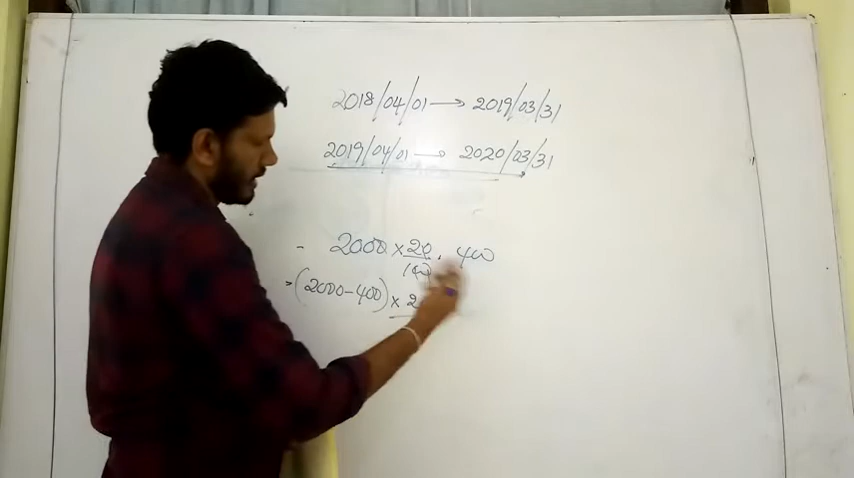 2018/04/01 → 2019/03/31
2019/04/01 → 2020/03/31
- 2000 × 20/100 . 400
= (2000-400) × 2